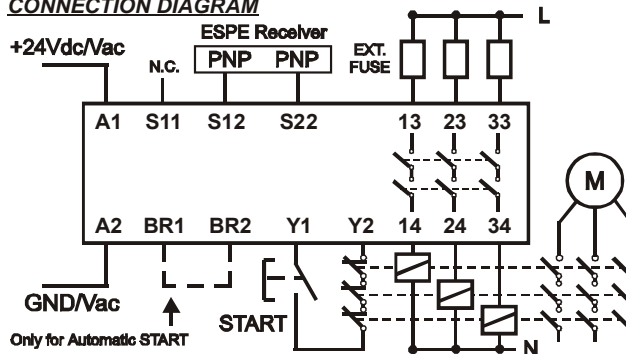 CONNECTION DIAGRAM
ESPE Receiver
+24Vdc/Vac
N.C.
PNP PNP
EXT.
FUSE
L
A1 S11 S12 S22 13 23 33
M
A2 BR1 BR2 Y1 Y2 14 24 34
GND/Vac
START
Only for Automatic START
N